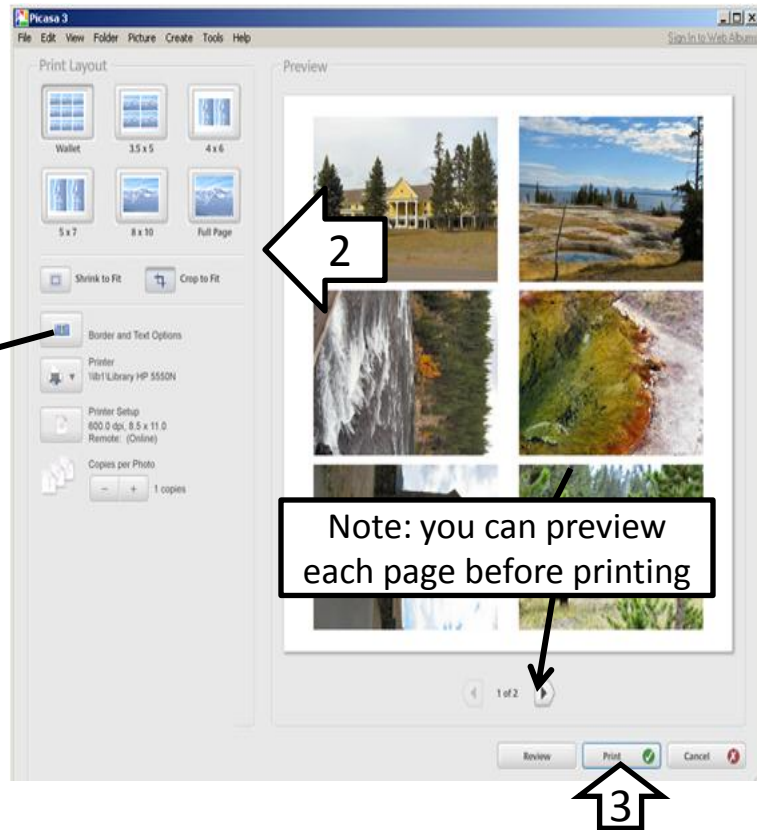 Picasa 3
File Edit View Folder Picture Create Tools Help
Sign In to Web Albums
Print Layout
Preview
Wallet 3.5 x 5 4 x 6
5 x 7 8 x 10 Full Page
2
Shrink to Fit Crop to Fit
Border and Text Options
Printer
\\lib1\Library HP 5550N
Printer Setup
600.0 dpi, 8.5 x 11.0
Remote: (Online)
Copies per Photo
- + 1 copies
Note: you can preview
each page before printing
1 of 2
Review Print Cancel
3